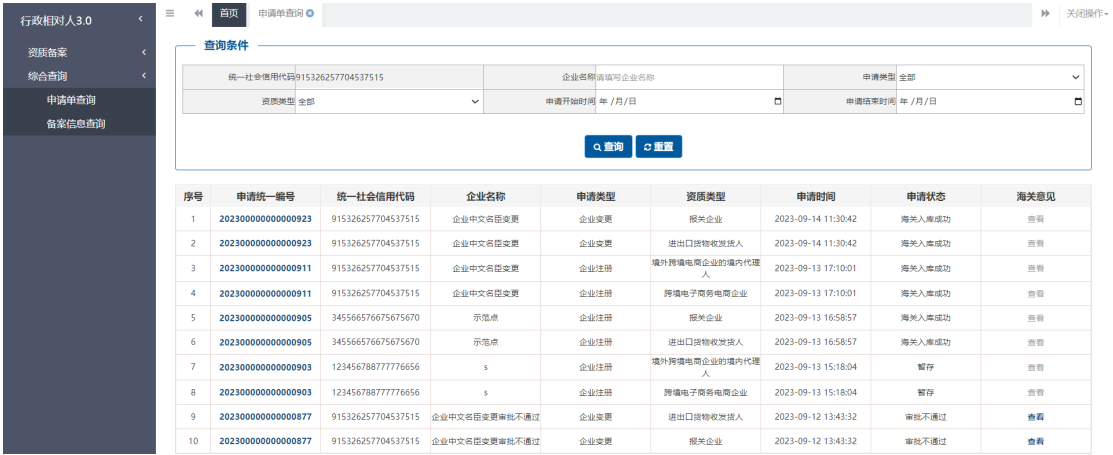 行政相对人3.0
首页 申请单查询
关闭操作
资质备案
综合查询
申请单查询
备案信息查询
查询条件
统一社会信用代码 915326257704537515 企业名称 请填写企业名称 申请类型 全部
资质类型 全部 申请开始时间 年 /月/日 申请结束时间 年 /月/日
查询 重置
序号 申请统一编号 统一社会信用代码 企业名称 申请类型 资质类型 申请时间 申请状态 海关意见
1 202300000000000923 915326257704537515 企业中文名臣变更 企业变更 报关企业 2023-09-14 11:30:42 海关入库成功 查看
2 202300000000000923 915326257704537515 企业中文名臣变更 企业变更 进出口货物收发货人 2023-09-14 11:30:42 海关入库成功 查看
3 202300000000000911 915326257704537515 企业中文名臣变更 企业注册 境外跨境电商企业的境内代理人 2023-09-13 17:10:01 海关入库成功 查看
4 202300000000000911 915326257704537515 企业中文名臣变更 企业注册 跨境电子商务电商企业 2023-09-13 17:10:01 海关入库成功 查看
5 202300000000000905 345566576675675670 示范点 企业注册 报关企业 2023-09-13 16:58:57 海关入库成功 查看
6 202300000000000905 345566576675675670 示范点 企业注册 进出口货物收发货人 2023-09-13 16:58:57 海关入库成功 查看
7 202300000000000903 123456788777776656 s 企业注册 境外跨境电商企业的境内代理人 2023-09-13 15:18:04 暂存 查看
8 202300000000000903 123456788777776656 s 企业注册 跨境电子商务电商企业 2023-09-13 15:18:04 暂存 查看
9 202300000000000877 915326257704537515 企业中文名臣变更审批不通过 企业变更 进出口货物收发货人 2023-09-12 13:43:32 审批不通过 查看
10 202300000000000877 915326257704537515 企业中文名臣变更审批不通过 企业变更 报关企业 2023-09-12 13:43:32 审批不通过 查看